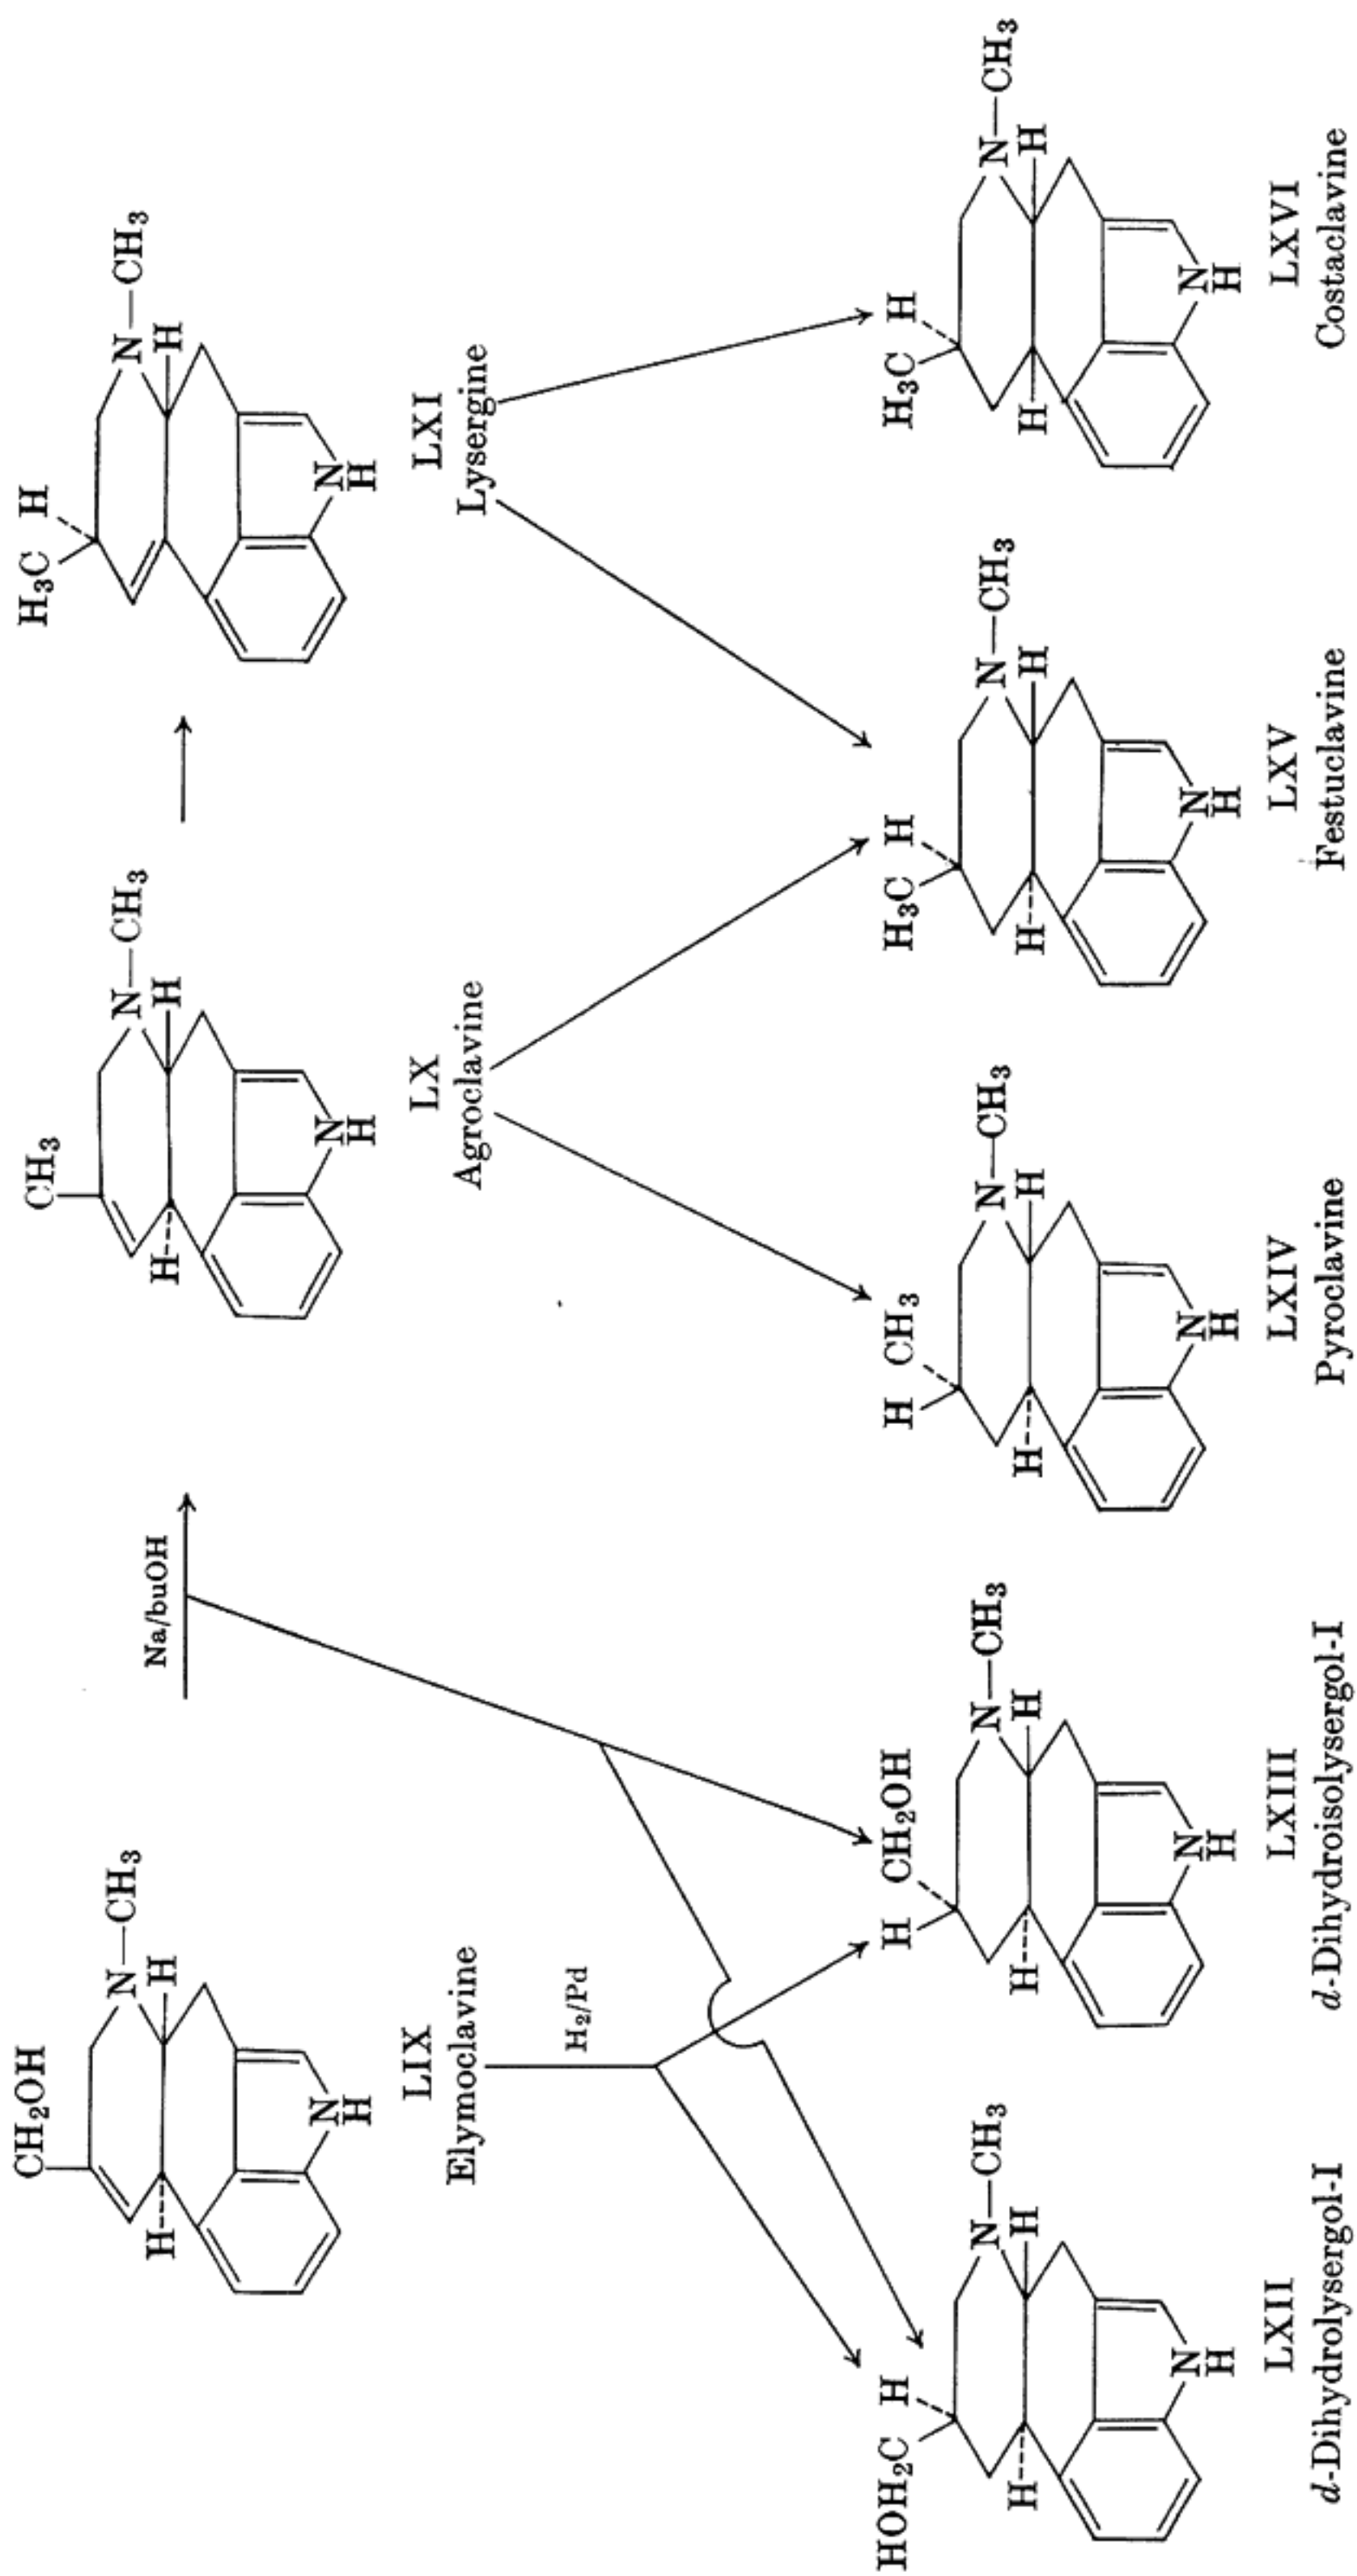 CH2OH
N—CH3
H
H
N
H
LIX
Elymoclavine
Na/buOH
CH3
N—CH3
H
H
N
H
LX
Agroclavine
H3C H
N—CH3
H
N
H
LXI
Lysergine
H2/Pd
HOH2C H
N—CH3
H
H
N
H
LXII
d-Dihydrolysergol-I
H CH2OH
N—CH3
H
H
N
H
LXIII
d-Dihydroisolysergol-I
H CH3
N—CH3
H
H
N
H
LXIV
Pyroclavine
H3C H
N—CH3
H
H
N
H
LXV
Festuclavine
H3C H
N—CH3
H
H
N
H
LXVI
Costaclavine